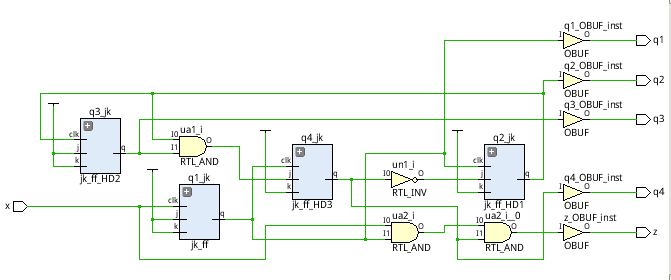 q1_OBUF_inst
I O q1
OBUF
q2_OBUF_inst
I O q2
OBUF
q3_OBUF_inst
I O q3
OBUF
q3_jk
clk
j q
k
jk_ff_HD2
ua1_i
I0 O
I1
RTL_AND
q4_jk
clk
j q
k
jk_ff_HD3
un1_i
I0 O
RTL_INV
q2_jk
clk
j q
k
jk_ff_HD1
q1_jk
clk
j q
k
jk_ff
x
q4_OBUF_inst
I O q4
OBUF
ua2_i
I0 O
I1
RTL_AND
ua2_i__0
I0 O
I1
RTL_AND
z_OBUF_inst
I O z
OBUF